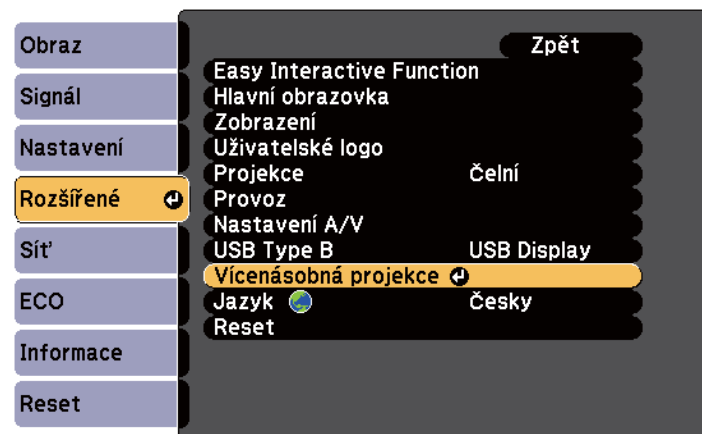 Obraz
Signál
Nastavení
Rozšířené
Síť
ECO
Informace
Reset
Zpět
Easy Interactive Function
Hlavní obrazovka
Zobrazení
Uživatelské logo
Projekce Čelní
Provoz
Nastavení A/V
USB Type B USB Display
Vícenásobná projekce
Jazyk Česky
Reset